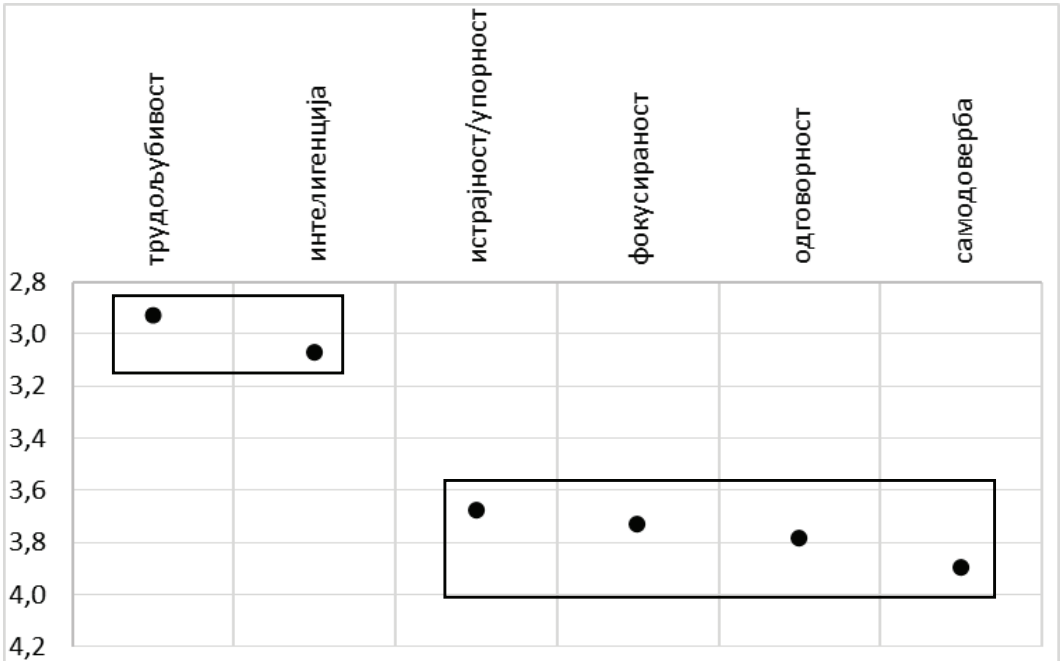 трудољубивост
интелигенција
истрајност/упорност
фокусираност
одговорност
самодоверба
2,8
3,0
3,2
3,4
3,6
3,8
4,0
4,2